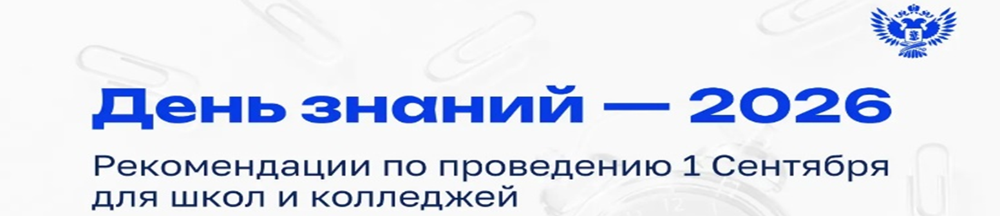 День знаний — 2026
Рекомендации по проведению 1 Сентября
для школ и колледжей